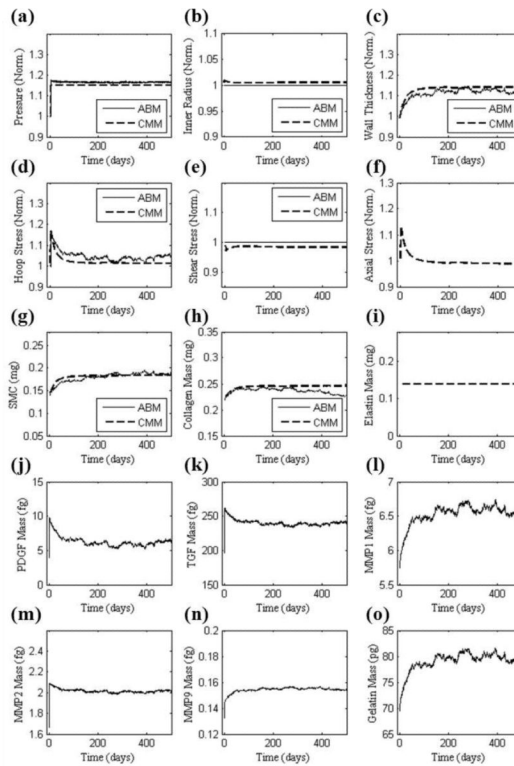 (a) (b) (c)
Pressure (Norm.)
1.3
1.2
1.1
1
0.9
ABM
CMM
0 200 400
Time (days)
Inner Radius (Norm.)
1.1
1.05
1
0.95
0.9
ABM
CMM
0 200 400
Time (days)
Wall Thickness (Norm.)
1.3
1.2
1.1
1
0.9
ABM
CMM
0 200 400
Time (days)
(d) (e) (f)
Hoop Stress (Norm.)
1.3
1.2
1.1
1
0.9
ABM
CMM
0 200 400
Time (days)
Shear Stress (Norm.)
1.1
1
0.9
ABM
CMM
0 200 400
Time (days)
Axial Stress (Norm.)
1.3
1.2
1.1
1
0.9
0 200 400
Time (days)
(g) (h) (i)
SMC (mg)
0.25
0.2
0.15
0.1
0.05
ABM
CMM
0 200 400
Time (days)
Collagen Mass (mg)
0.35
0.3
0.25
0.2
0.15
ABM
CMM
0 200 400
Time (days)
Elastin Mass (mg)
0.2
0.1
0
0 200 400
Time (days)
(j) (k) (l)
PDGF Mass (fg)
15
10
5
0
0 200 400
Time (days)
TGF Mass (fg)
300
250
200
150
100
0 200 400
Time (days)
MMP1 Mass (pg)
7
6.5
6
5.5
0 200 400
Time (days)
(m) (n) (o)
MMP2 Mass (fg)
2.4
2.2
2
1.8
1.6
0 200 400
Time (days)
MMP9 Mass (fg)
0.2
0.18
0.16
0.14
0.12
0 200 400
Time (days)
Gelatin Mass (pg)
85
80
75
70
65
0 200 400
Time (days)